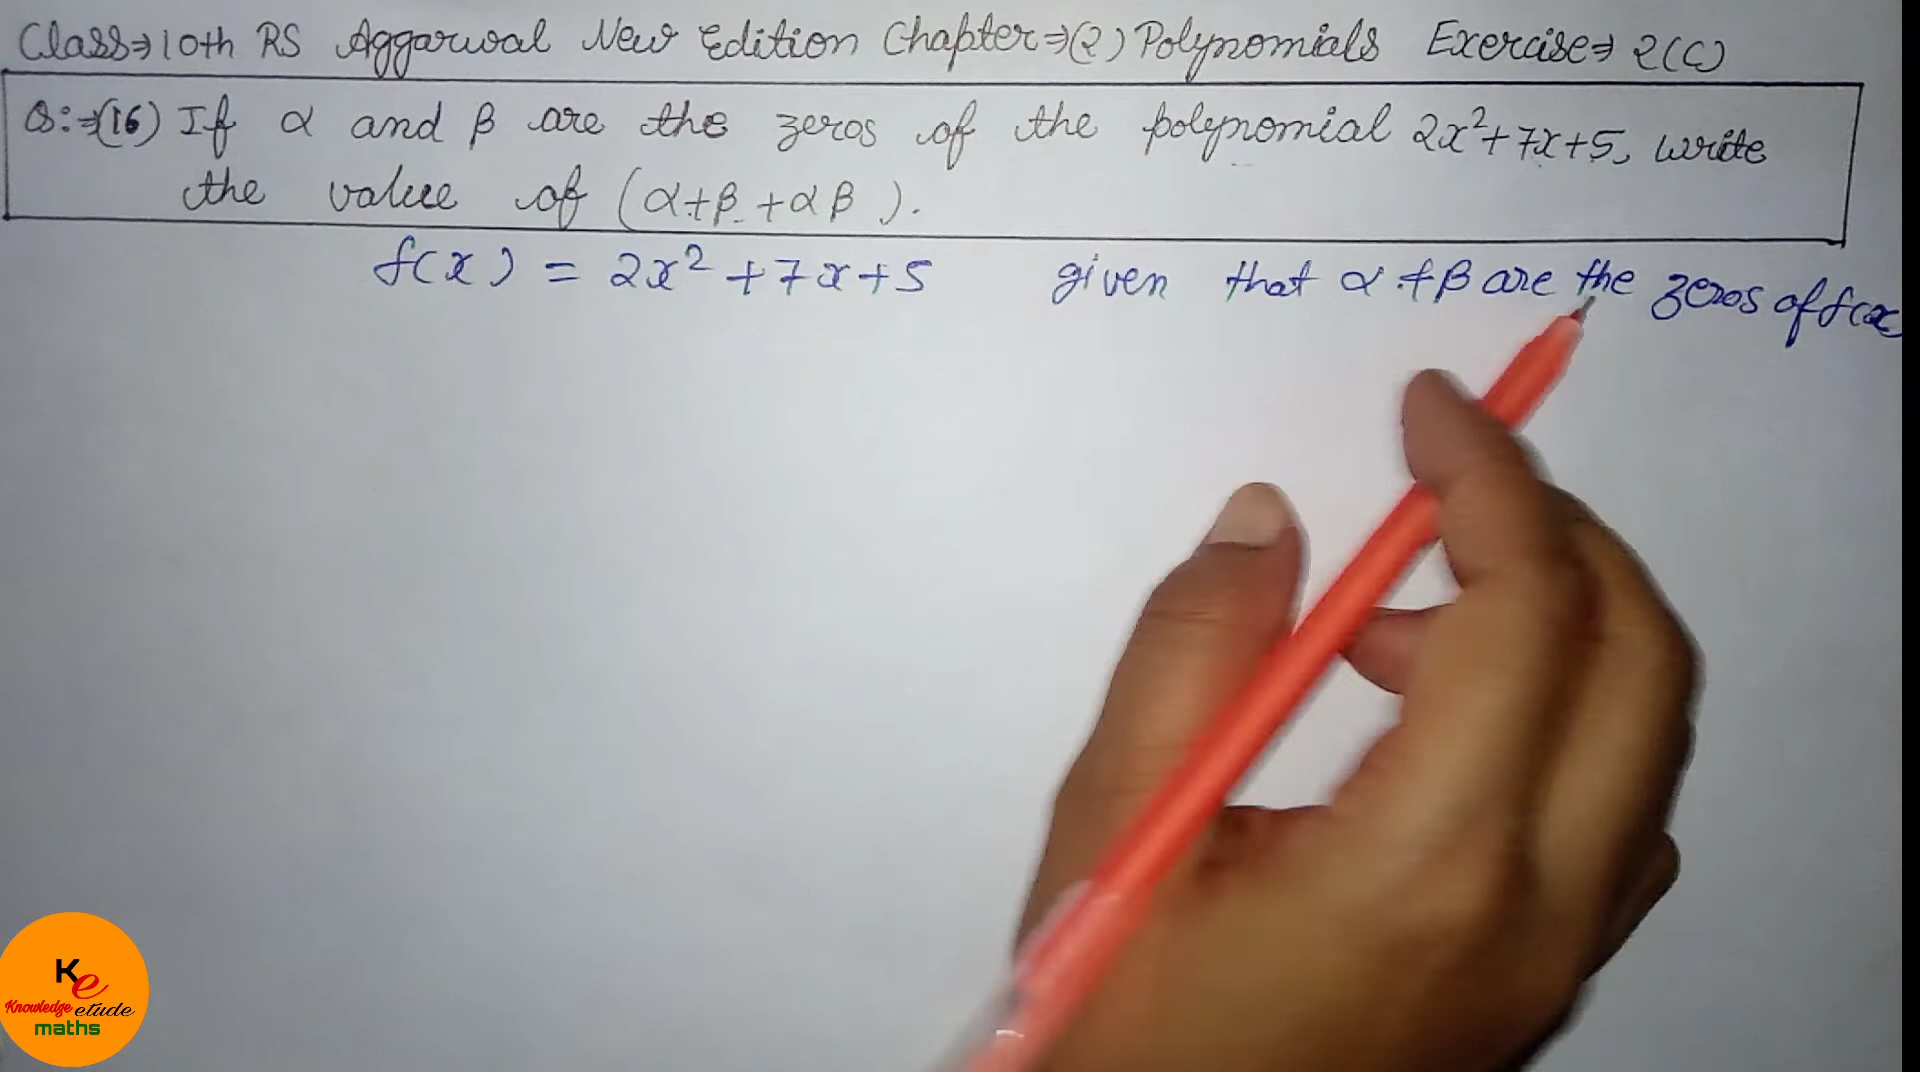 Class⇒10th RS Aggarwal New Edition Chapter⇒(2) Polynomials Exercise⇒ 2(C)
Q:⇒(16) If α and β are the zeros of the polynomial 2x²+7x+5, write
the value of (α+β+αβ).
f(x) = 2x²+7x+5 given that α + β are the zeros of f(x
Ke
Knowledge etude
maths